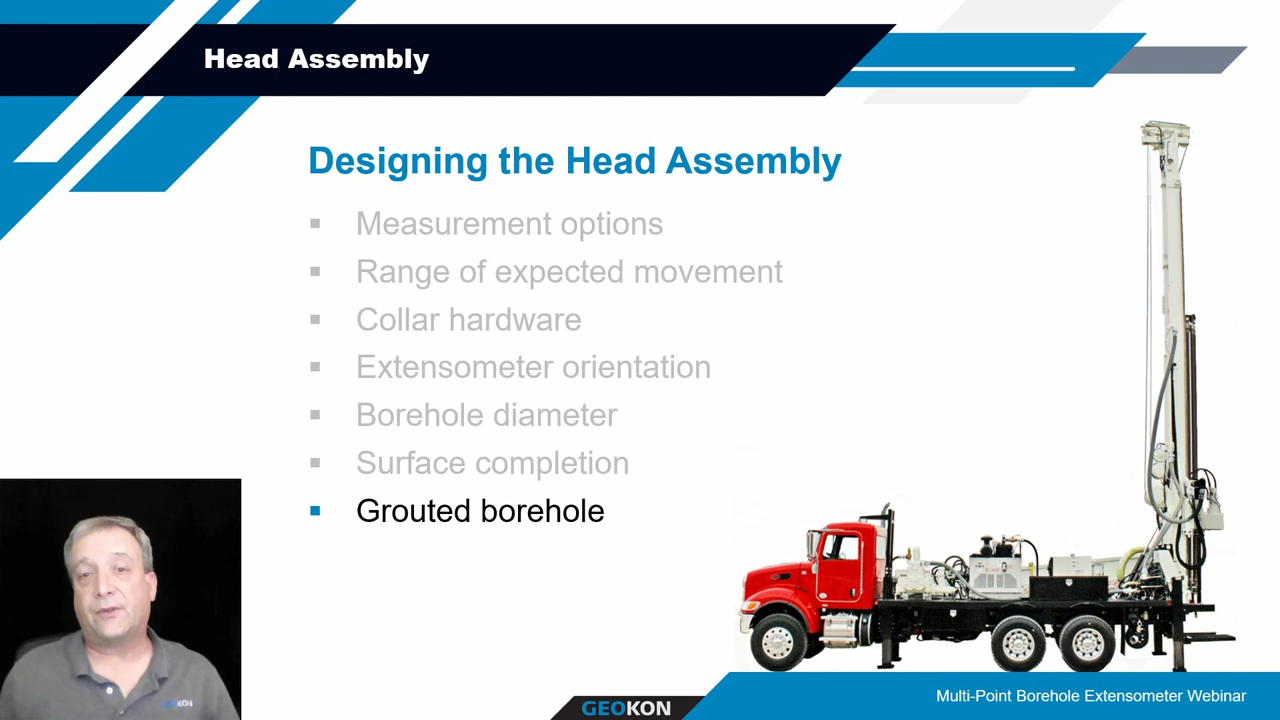 Head Assembly
Designing the Head Assembly
Measurement options
Range of expected movement
Collar hardware
Extensometer orientation
Borehole diameter
Surface completion
Grouted borehole
GEOKON
GEOKON
Multi-Point Borehole Extensometer Webinar